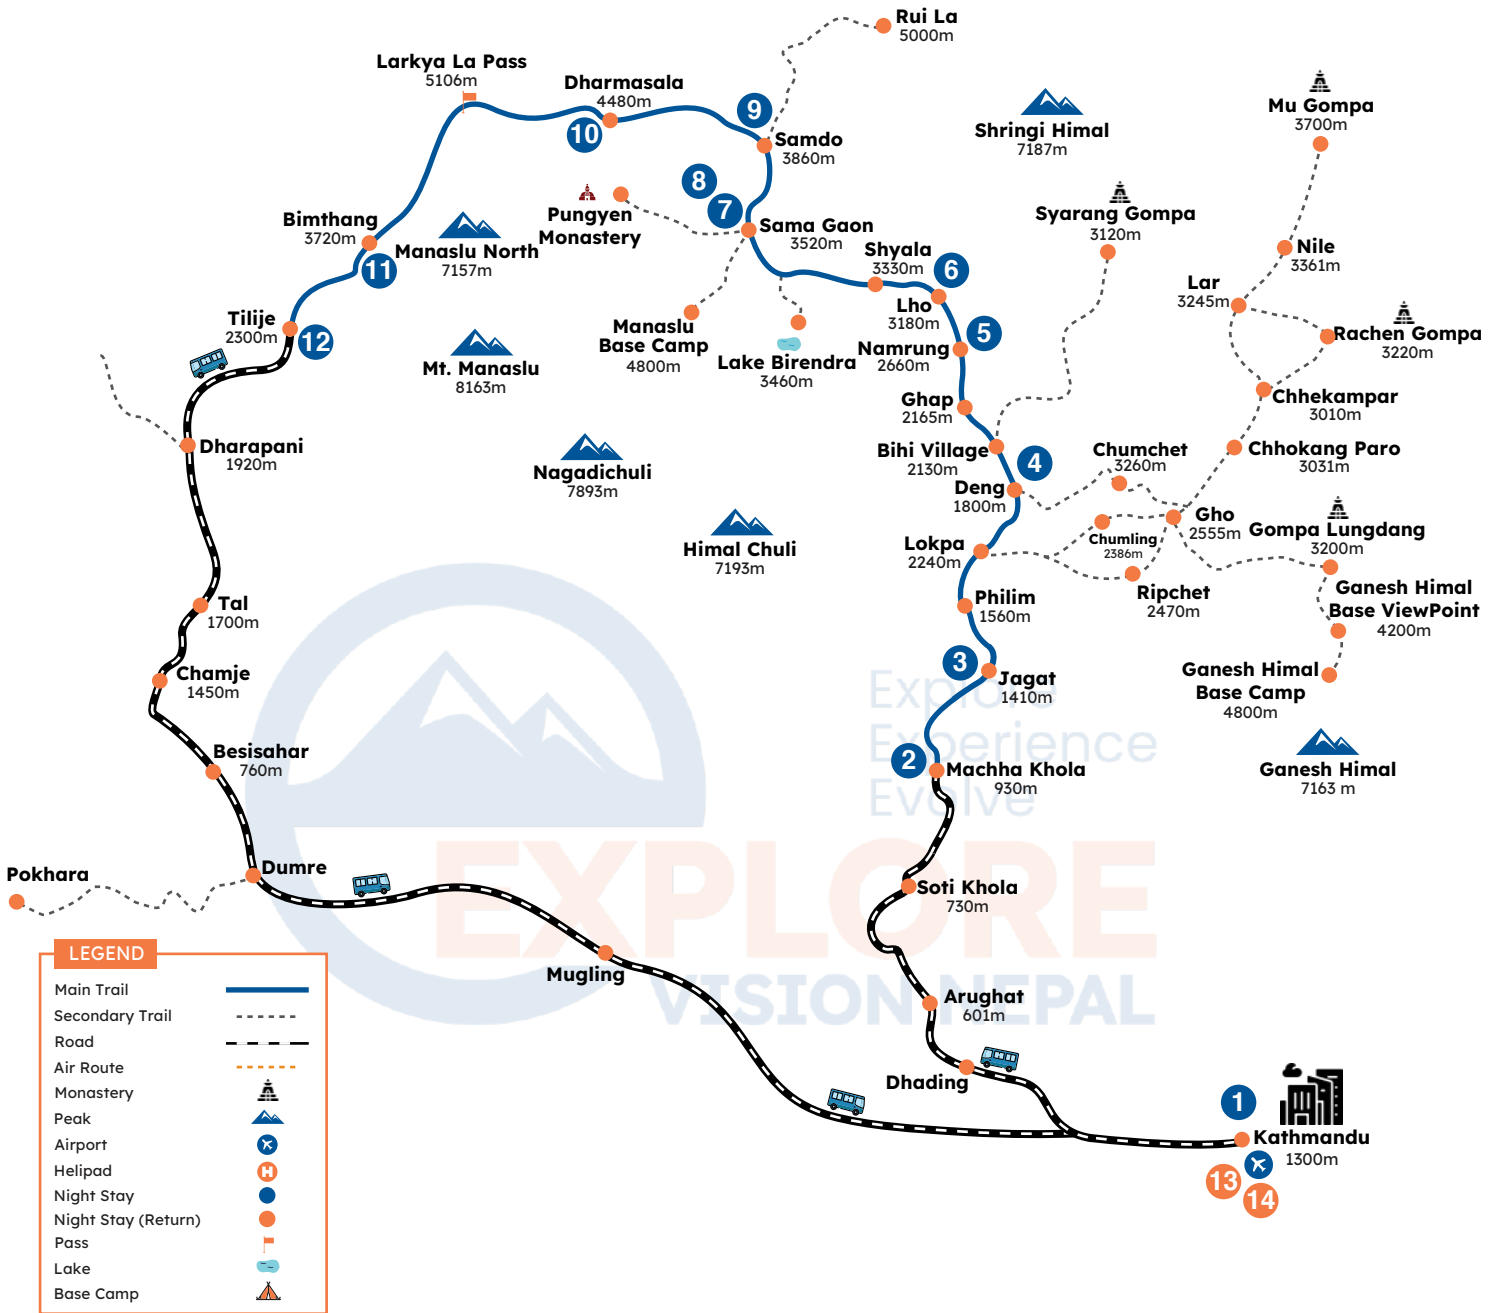 Rui La
5000m
Larkya La Pass
5106m
Dharmasala
4480m
9
10
Samdo
3860m
Shringi Himal
7187m
Mu Gompa
3700m
8
7
Pungyen
Monastery
Sama Gaon
3520m
Syarang Gompa
3120m
Bimthang
3720m
11
Manaslu North
7157m
Shyala
3330m
6
Nile
3361m
Lar
3245m
Lho
3180m
Tilije
2300m
12
Manaslu
Base Camp
4800m
Lake Birendra
3460m
5
Namrung
2660m
Rachen Gompa
3220m
Mt. Manaslu
8163m
Ghap
2165m
Chhekampar
3010m
Dharapani
1920m
Nagadichuli
7893m
Bihi Village
2130m
4
Chumchet
3260m
Chhokang Paro
3031m
Deng
1800m
Himal Chuli
7193m
Lokpa
2240m
Chumling
2386m
Gho
2555m
Gompa Lungdang
3200m
Ripchet
2470m
Ganesh Himal
Base ViewPoint
4200m
Tal
1700m
Philim
1560m
3
Jagat
1410m
Chamje
1450m
Ganesh Himal
Base Camp
4800m
Explore
Experience
Evolve
Besisahar
760m
2
Machha Khola
930m
Ganesh Himal
7163 m
Pokhara
Dumre
EXPLORE
VISION NEPAL
Soti Khola
730m
Mugling
Arughat
601m
Dhading
1
Kathmandu
1300m
13
14
LEGEND
Main Trail
Secondary Trail
Road
Air Route
Monastery
Peak
Airport
Helipad
H
Night Stay
Night Stay (Return)
Pass
Lake
Base Camp